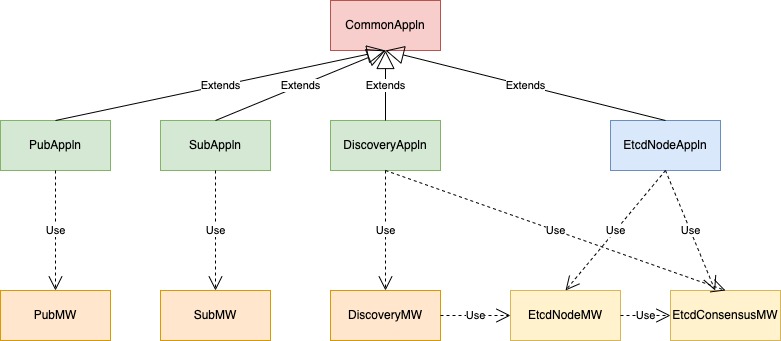 CommonAppln
Extends
Extends
Extends
Extends
PubAppln
SubAppln
DiscoveryAppln
EtcdNodeAppln
Use
Use
Use
Use
Use
Use
PubMW
SubMW
DiscoveryMW
Use
EtcdNodeMW
Use
EtcdConsensusMW